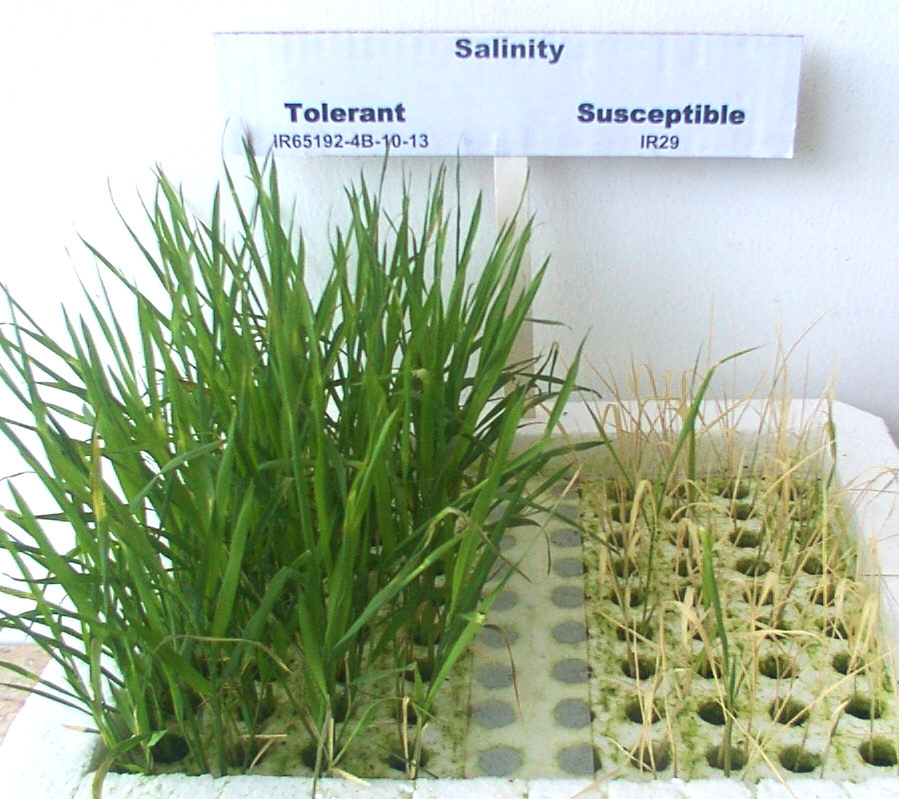 Salinity
Tolerant Susceptible
IR65192-4B-10-13 IR29